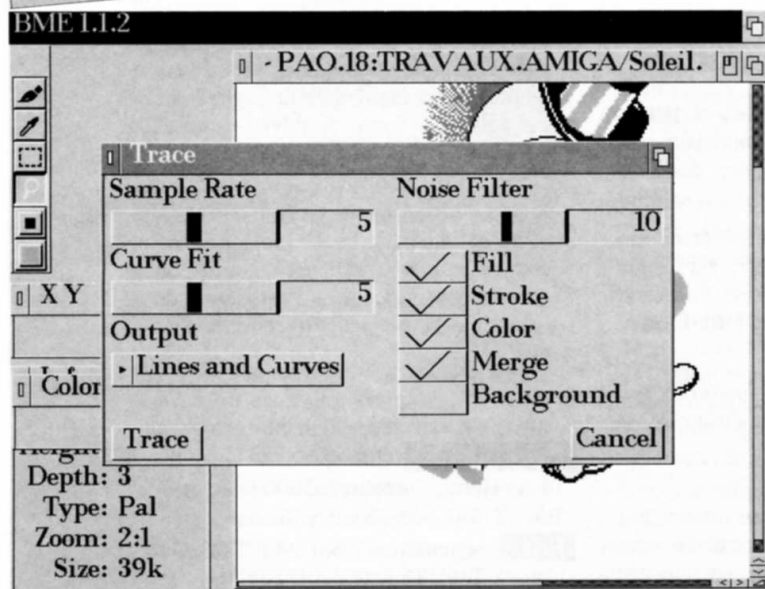 BME 1.1.2
- PAO.18:TRAVAUX.AMIGA/Soleil.
Trace
Sample Rate
5
Noise Filter
10
Curve Fit
5
Fill
Stroke
Color
Merge
Background
Output
Lines and Curves
Trace
Cancel
X Y
Color
Height
Depth: 3
Type: Pal
Zoom: 2:1
Size: 39k